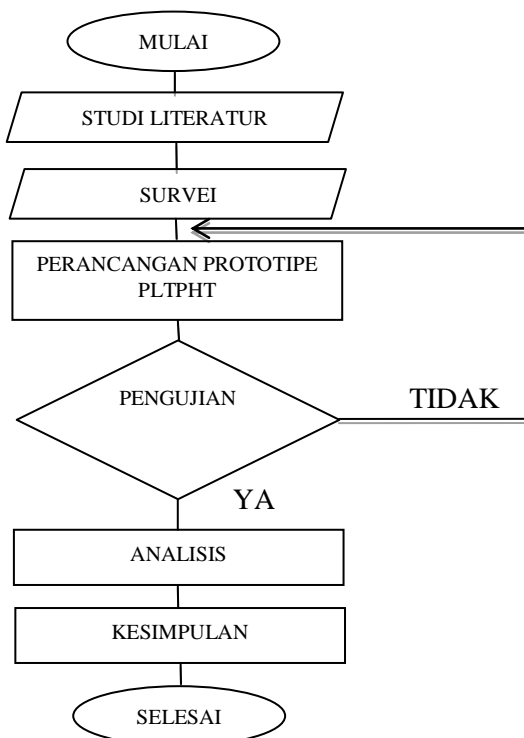 MULAI
STUDI LITERATUR
SURVEI
PERANCANGAN PROTOTIPE
PLTPHT
PENGUJIAN
TIDAK
YA
ANALISIS
KESIMPULAN
SELESAI